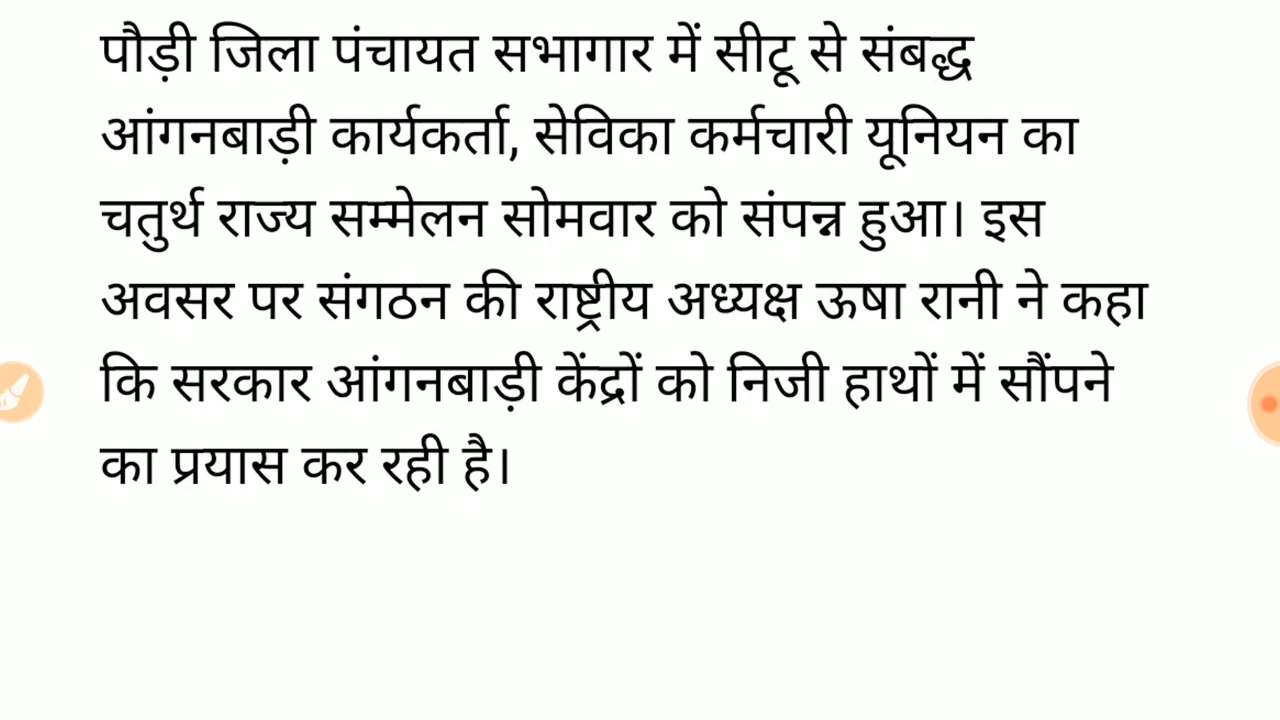 पौड़ी जिला पंचायत सभागार में सीटू से संबद्ध
आंगनबाड़ी कार्यकर्ता, सेविका कर्मचारी यूनियन का
चतुर्थ राज्य सम्मेलन सोमवार को संपन्न हुआ। इस
अवसर पर संगठन की राष्ट्रीय अध्यक्ष ऊषा रानी ने कहा
कि सरकार आंगनबाड़ी केंद्रों को निजी हाथों में सौंपने
का प्रयास कर रही है।